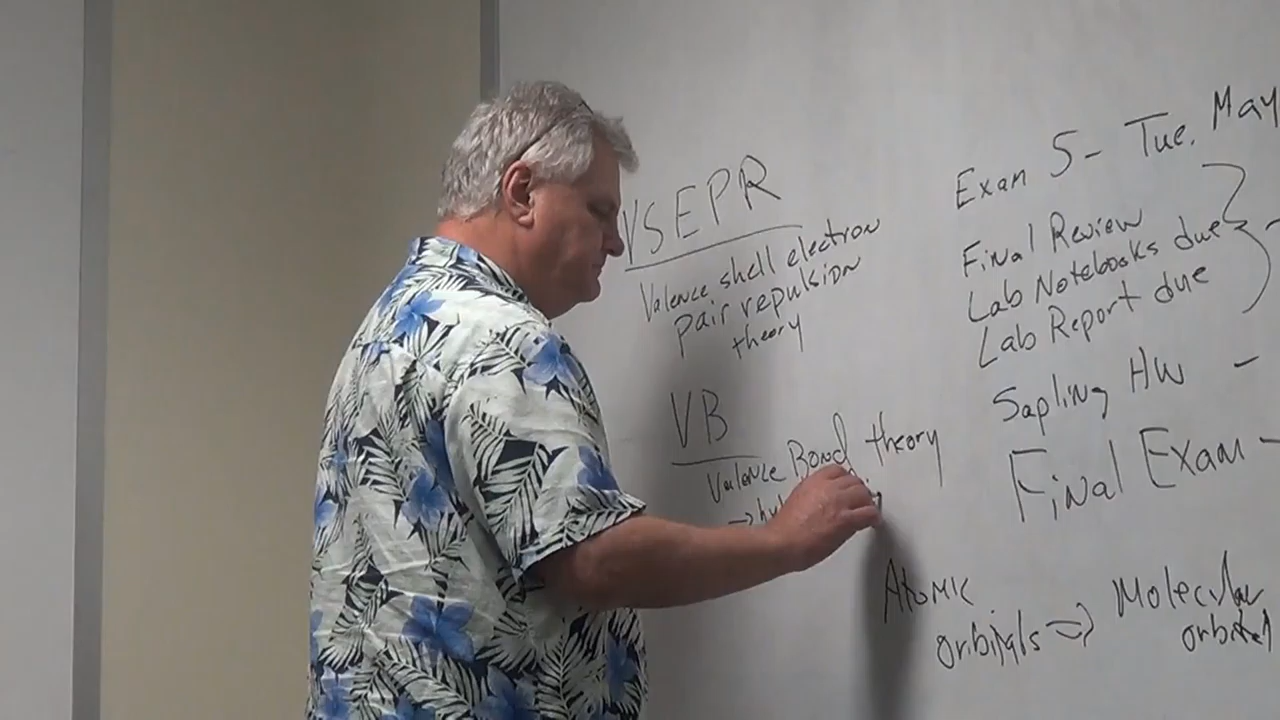 VSEPR
Valence shell electron
pair repulsion
theory
VB
Valence Bond theory
Exam 5 - Tue. May
Final Review
Lab Notebooks due
Lab Report due
Sapling HW -
Final Exam -
Atomic
orbitals => Molecular
orbital